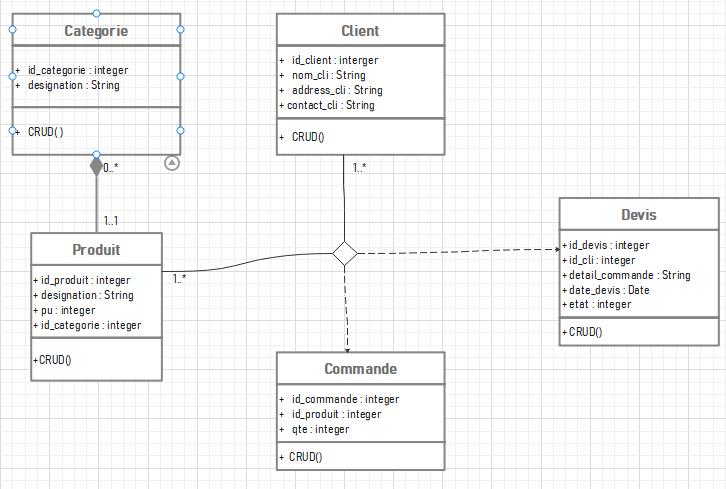 Categorie
+ id_categorie : integer
+ designation : String
+ CRUD( )
0..*
1..1
Client
+ id_client : interger
+ nom_cli : String
+ address_cli : String
+ contact_cli : String
+ CRUD()
1..*
Produit
+ id_produit : integer
+ designation : String
+ pu : integer
+ id_categorie : integer
+CRUD()
1..*
Devis
+ id_devis : integer
+ id_cli : integer
+ detail_commande : String
+ date_devis : Date
+ etat : integer
+ CRUD()
Commande
+ id_commande : integer
+ id_produit : integer
+ qte : integer
+ CRUD()